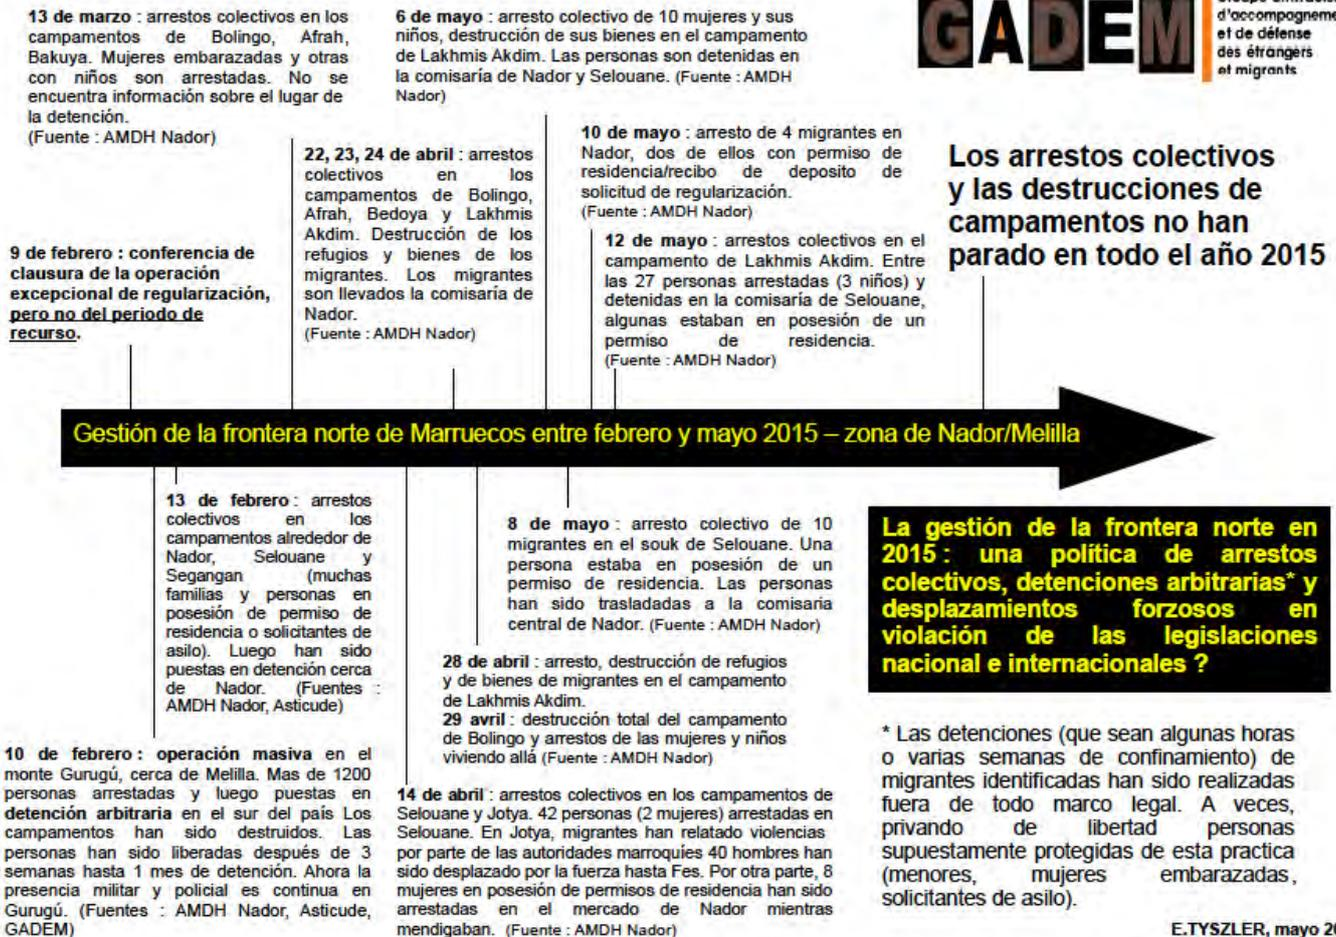 13 de marzo : arrestos colectivos en los
campamentos de Bolingo, Afrah,
Bakuya. Mujeres embarazadas y otras
con niños son arrestadas. No se
encuentra información sobre el lugar de
la detención.
(Fuente : AMDH Nador)
6 de mayo : arresto colectivo de 10 mujeres y sus
niños, destrucción de sus bienes en el campamento
de Lakhmis Akdim. Las personas son detenidas en
la comisaría de Nador y Selouane. (Fuente : AMDH
Nador)
GADEM
d'accompagneme
et de défense
des étrangers
et migrants
22, 23, 24 de abril : arrestos
colectivos en los
campamentos de Bolingo,
Afrah, Bedoya y Lakhmis
Akdim. Destrucción de los
refugios y bienes de los
migrantes. Los migrantes
son llevados la comisaría de
Nador.
(Fuente : AMDH Nador)
10 de mayo : arresto de 4 migrantes en
Nador, dos de ellos con permiso de
residencia/recibo de deposito de
solicitud de regularización.
(Fuente : AMDH Nador)
Los arrestos colectivos
y las destrucciones de
campamentos no han
parado en todo el año 2015
9 de febrero : conferencia de
clausura de la operación
excepcional de regularización,
pero no del periodo de
recurso.
12 de mayo : arrestos colectivos en el
campamento de Lakhmis Akdim. Entre
las 27 personas arrestadas (3 niños) y
detenidas en la comisaría de Selouane,
algunas estaban en posesión de un
permiso de residencia.
(Fuente : AMDH Nador)
Gestión de la frontera norte de Marruecos entre febrero y mayo 2015 – zona de Nador/Melilla
13 de febrero : arrestos
colectivos en los
campamentos alrededor de
Nador, Selouane y
Segangan (muchas
familias y personas en
posesión de permiso de
residencia o solicitantes de
asilo). Luego han sido
puestas en detención cerca
de Nador. (Fuentes :
AMDH Nador, Asticude)
8 de mayo : arresto colectivo de 10
migrantes en el souk de Selouane. Una
persona estaba en posesión de un
permiso de residencia. Las personas
han sido trasladadas a la comisaria
central de Nador. (Fuente : AMDH Nador)
La gestión de la frontera norte en
2015 : una política de arrestos
colectivos, detenciones arbitrarias* y
desplazamientos forzosos en
violación de las legislaciones
nacional e internacionales ?
28 de abril : arresto, destrucción de refugios
y de bienes de migrantes en el campamento
de Lakhmis Akdim.
29 avril : destrucción total del campamento
de Bolingo y arrestos de las mujeres y niños
viviendo allá (Fuente : AMDH Nador)
10 de febrero : operación masiva en el
monte Gurugú, cerca de Melilla. Mas de 1200
personas arrestadas y luego puestas en
detención arbitraria en el sur del país Los
campamentos han sido destruidos. Las
personas han sido liberadas después de 3
semanas hasta 1 mes de detención. Ahora la
presencia militar y policial es continua en
Gurugú. (Fuentes : AMDH Nador, Asticude,
GADEM)
14 de abril : arrestos colectivos en los campamentos de
Selouane y Jotya. 42 personas (2 mujeres) arrestadas en
Selouane. En Jotya, migrantes han relatado violencias
por parte de las autoridades marroquíes 40 hombres han
sido desplazado por la fuerza hasta Fes. Por otra parte, 8
mujeres en posesión de permisos de residencia han sido
arrestadas en el mercado de Nador mientras
mendigaban. (Fuente : AMDH Nador)
* Las detenciones (que sean algunas horas
o varias semanas de confinamiento) de
migrantes identificadas han sido realizadas
fuera de todo marco legal. A veces,
privando de libertad personas
supuestamente protegidas de esta practica
(menores, mujeres embarazadas,
solicitantes de asilo).
E.TYSZLER, mayo 20